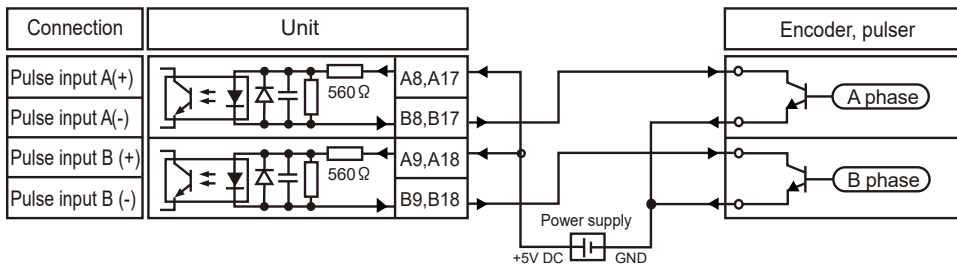 Connection Unit Encoder, pulser
Pulse input A(+) 560Ω A8,A17
Pulse input A(-) B8,B17 A phase
Pulse input B (+) 560Ω A9,A18
Pulse input B (-) B9,B18 B phase
Power supply
+5V DC GND